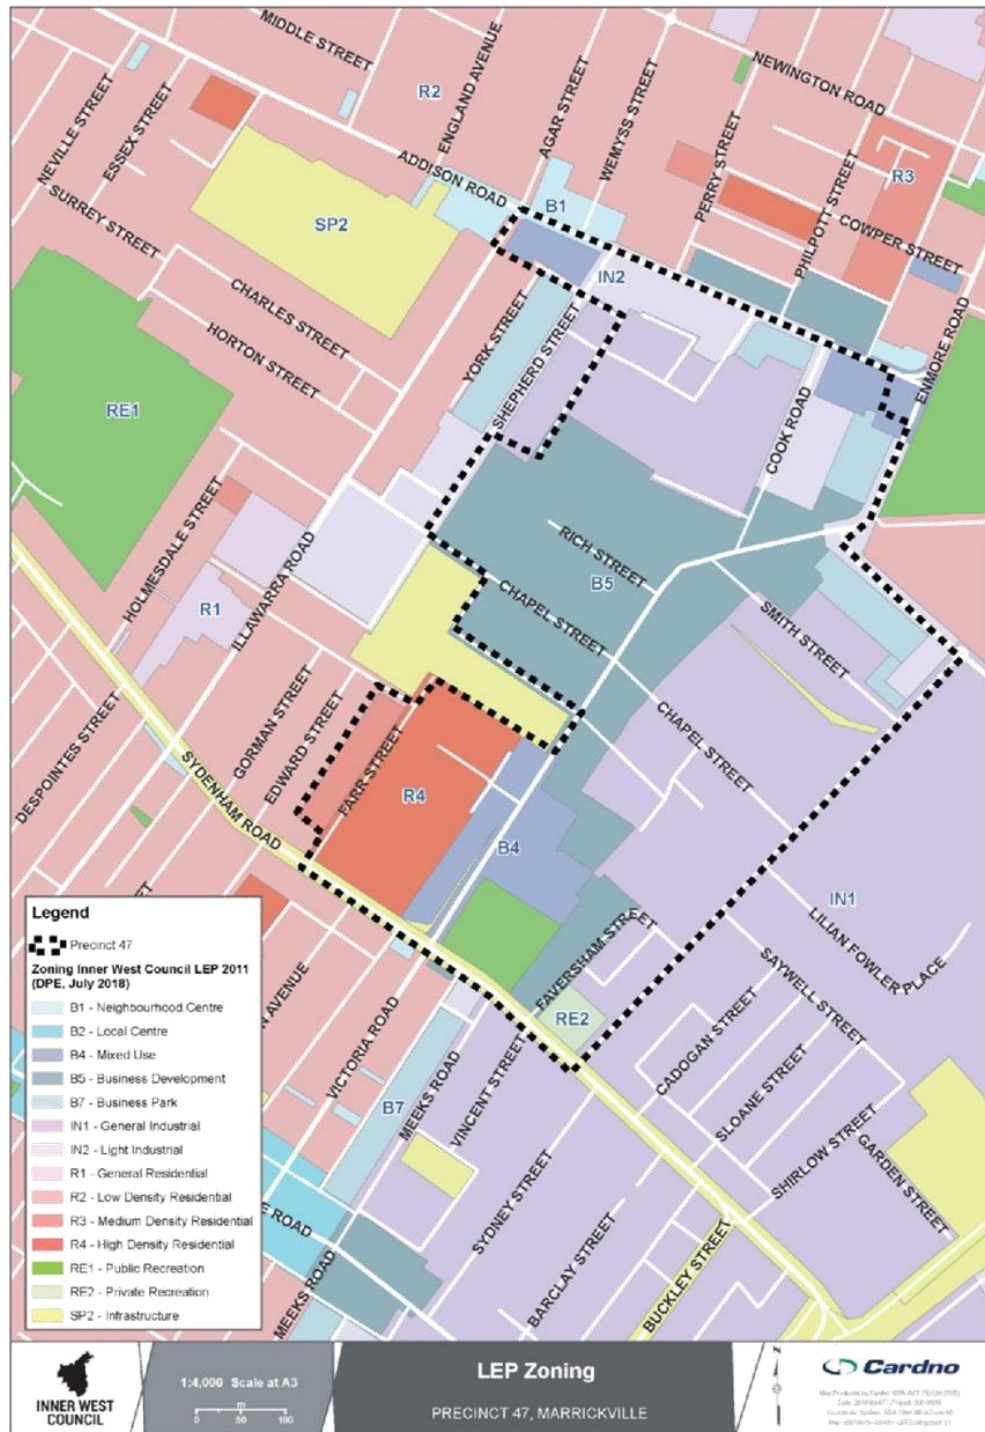 MIDDLE STREET
ENGLAND AVENUE
AGAR STREET
WEMYSS STREET
NEWINGTON ROAD
R2
NEVILLE STREET
ESSEX STREET
PERRY STREET
PHILPOTT STREET
R3
ADDISON ROAD
B1
COWPER STREET
SURREY STREET
SP2
IN2
CHARLES STREET
YORK STREET
SHEPHERD STREET
ENMORE ROAD
HORTON STREET
RE1
COOK ROAD
HOLMESDALE STREET
ILLAWARRA ROAD
RICH STREET
B5
CHAPEL STREET
R1
SMITH STREET
DESPOINTES STREET
GORMAN STREET
EDWARD STREET
FARR STREET
CHAPEL STREET
SYDENHAM ROAD
R4
B4
IN1
LILIAN FOWLER PLACE
FAVERSHAM STREET
SAYWELL STREET
RE2
VICTORIA ROAD
CADOGAN STREET
MEEKS ROAD
VINCENT STREET
B7
SLOANE STREET
SHIRLOW STREET
GARDEN STREET
SYDNEY STREET
BARCLAY STREET
BUCKLEY STREET
MEEKS ROAD
N AVENUE
E ROAD
Legend
Precinct 47
Zoning Inner West Council LEP 2011
(DPE, July 2018)
B1 - Neighbourhood Centre
B2 - Local Centre
B4 - Mixed Use
B5 - Business Development
B7 - Business Park
IN1 - General Industrial
IN2 - Light Industrial
R1 - General Residential
R2 - Low Density Residential
R3 - Medium Density Residential
R4 - High Density Residential
RE1 - Public Recreation
RE2 - Private Recreation
SP2 - Infrastructure
INNER WEST
COUNCIL
1:4,000 Scale at A3
m
0 50 100
LEP Zoning
PRECINCT 47, MARRICKVILLE
Cardno